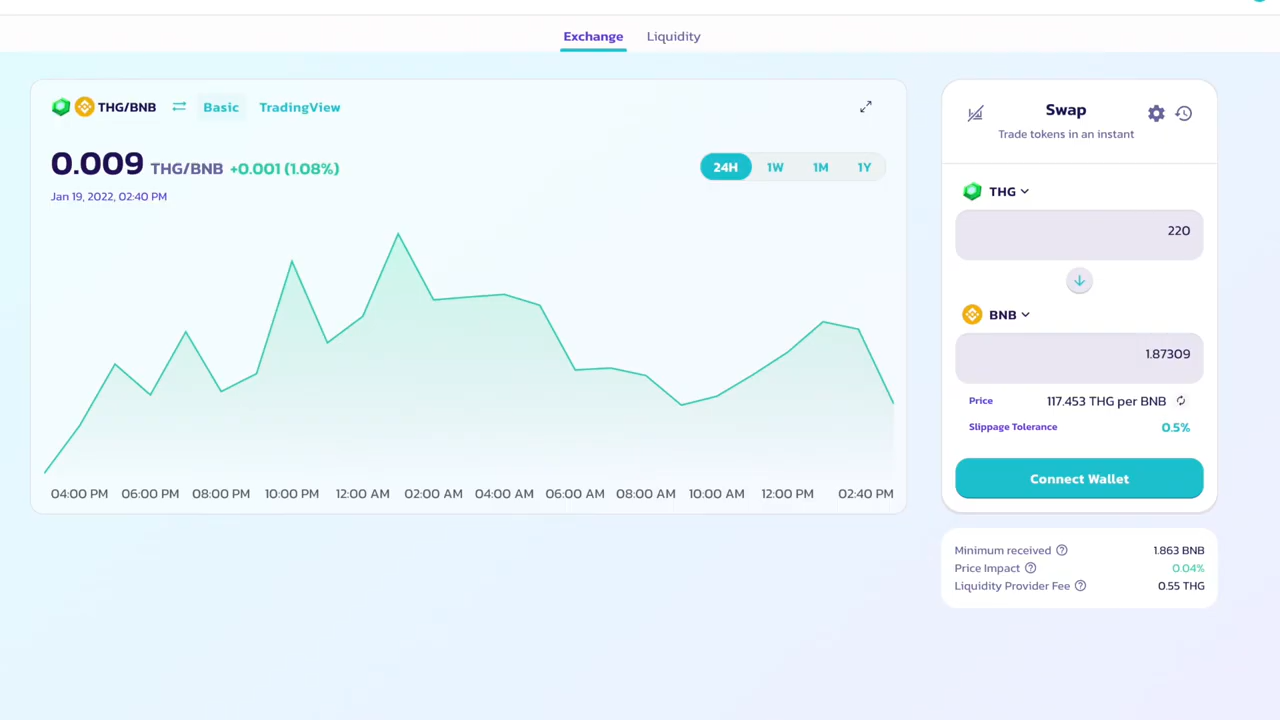 Exchange Liquidity
THG/BNB Basic TradingView
0.009 THG/BNB +0.001 (1.08%)
Jan 19, 2022, 02:40 PM
24H 1W 1M 1Y
04:00 PM 06:00 PM 08:00 PM 10:00 PM 12:00 AM 02:00 AM 04:00 AM 06:00 AM 08:00 AM 10:00 AM 12:00 PM 02:40 PM
Swap
Trade tokens in an instant
THG
220
BNB
1.87309
Price 117.453 THG per BNB
Slippage Tolerance 0.5%
Connect Wallet
Minimum received 1.863 BNB
Price Impact 0.04%
Liquidity Provider Fee 0.55 THG